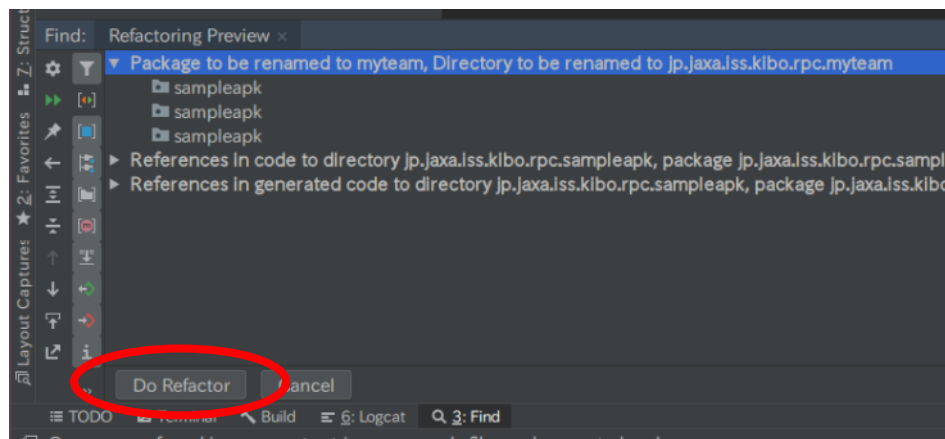 Find: Refactoring Preview ×
Package to be renamed to myteam, Directory to be renamed to jp.jaxa.iss.kibo.rpc.myteam
sampleapk
sampleapk
sampleapk
References in code to directory jp.jaxa.iss.kibo.rpc.sampleapk, package jp.jaxa.iss.kibo.rpc.sampl
References in generated code to directory jp.jaxa.iss.kibo.rpc.sampleapk, package jp.jaxa.iss.kibo
Z: Struct
2: Favorites
Layout Captures
Do Refactor Cancel
TODO Terminal Build 6: Logcat 3: Find